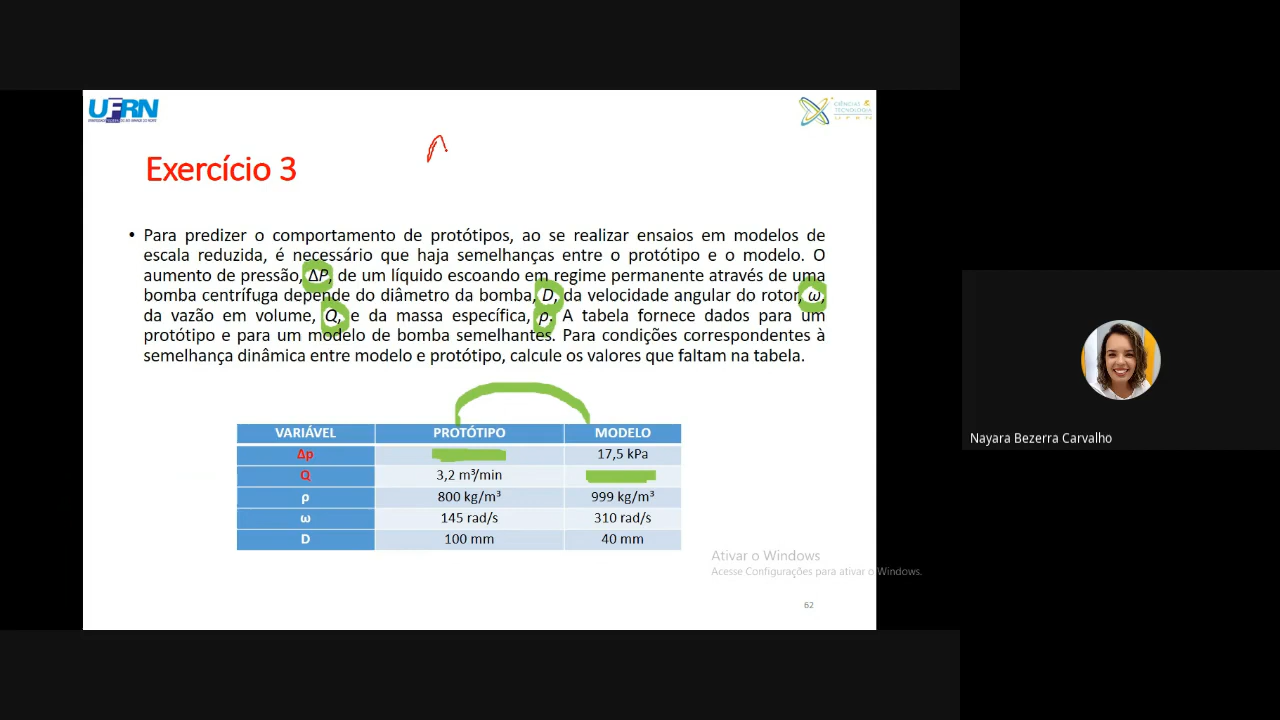 UFRN
CIÊNCIAS &
TECNOLOGIA
UFRN
Exercício 3
• Para predizer o comportamento de protótipos, ao se realizar ensaios em modelos de
escala reduzida, é necessário que haja semelhanças entre o protótipo e o modelo. O
aumento de pressão, ΔP, de um líquido escoando em regime permanente através de uma
bomba centrífuga depende do diâmetro da bomba, D, da velocidade angular do rotor, ω,
da vazão em volume, Q, e da massa específica, ρ. A tabela fornece dados para um
protótipo e para um modelo de bomba semelhantes. Para condições correspondentes à
semelhança dinâmica entre modelo e protótipo, calcule os valores que faltam na tabela.
VARIÁVEL PROTÓTIPO MODELO
Δp 17,5 kPa
Q 3,2 m³/min
ρ 800 kg/m³ 999 kg/m³
ω 145 rad/s 310 rad/s
D 100 mm 40 mm
Ativar o Windows
Acesse Configurações para ativar o Windows.
62
Nayara Bezerra Carvalho